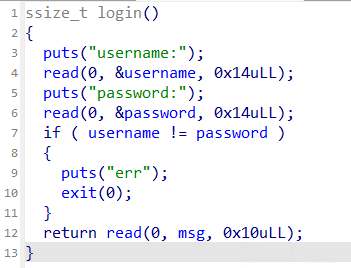 1 ssize_t login()
2 {
3   puts("username:");
4   read(0, &username, 0x14uLL);
5   puts("password:");
6   read(0, &password, 0x14uLL);
7   if ( username != password )
8   {
9     puts("err");
10     exit(0);
11   }
12   return read(0, msg, 0x10uLL);
13 }